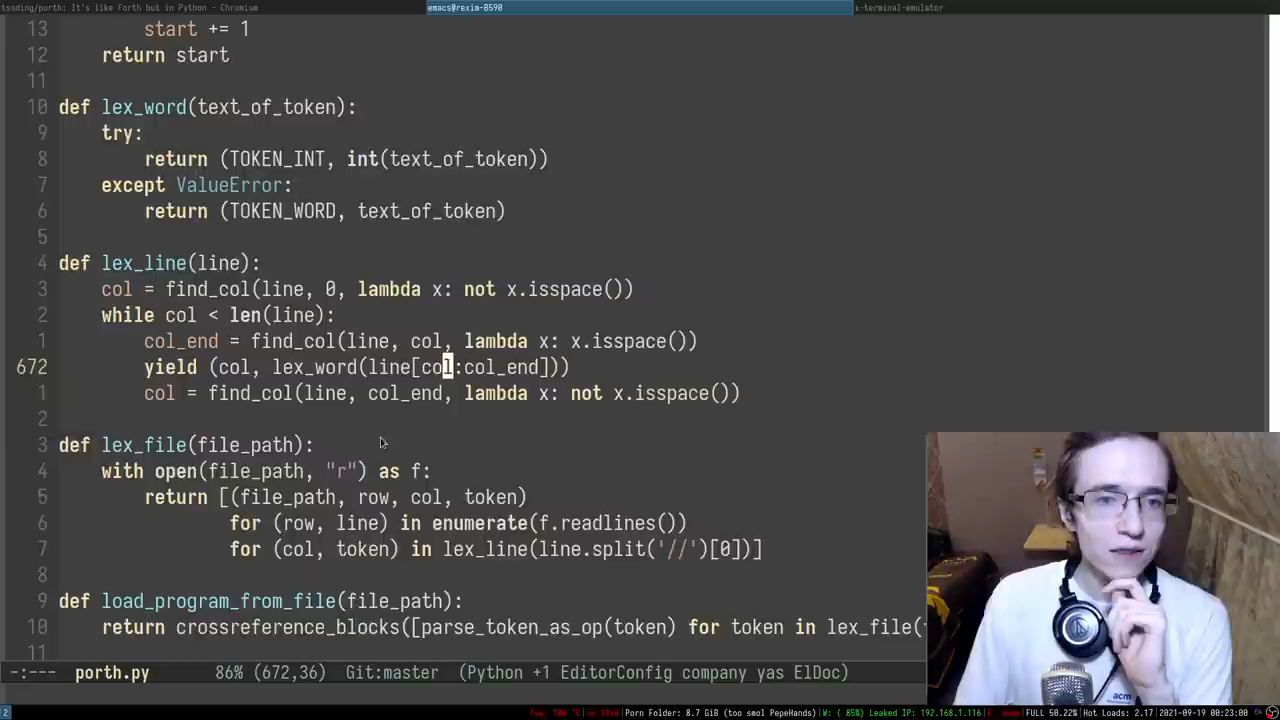 tsoding/porth: It's like Forth but in Python - Chromium
emacs@rexim-B590
x-terminal-emulator
13 start += 1
12 return start
11
10 def lex_word(text_of_token):
9 try:
8 return (TOKEN_INT, int(text_of_token))
7 except ValueError:
6 return (TOKEN_WORD, text_of_token)
5
4 def lex_line(line):
3 col = find_col(line, 0, lambda x: not x.isspace())
2 while col < len(line):
1 col_end = find_col(line, col, lambda x: x.isspace())
672 yield (col, lex_word(line[col:col_end]))
1 col = find_col(line, col_end, lambda x: not x.isspace())
2
3 def lex_file(file_path):
4 with open(file_path, "r") as f:
5 return [(file_path, row, col, token)
6 for (row, line) in enumerate(f.readlines())
7 for (col, token) in lex_line(line.split('//')[0])]
8
9 def load_program_from_file(file_path):
10 return crossreference_blocks([parse_token_as_op(token) for token in lex_file(
11
-:--- porth.py 86% (672,36) Git:master (Python +1 EditorConfig company yas ElDoc)
acm
2
Porn Folder: 8.7 GiB (too smol PepeHands) W: ( 85%) Leaked IP: 192.168.1.116 FULL 50.22% Hot Loads: 2.17 2021-09-19 00:23:00